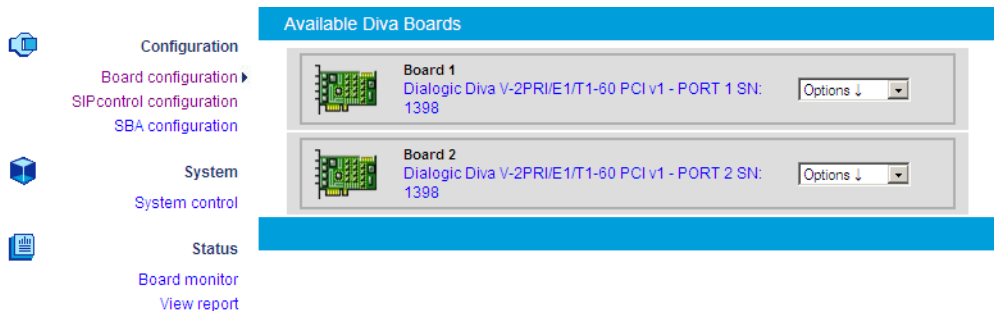 Configuration
Board configuration
SIPcontrol configuration
SBA configuration
System
System control
Status
Board monitor
View report
Available Diva Boards
Board 1
Dialogic Diva V-2PRI/E1/T1-60 PCI v1 - PORT 1 SN:
1398
Options ↓
Board 2
Dialogic Diva V-2PRI/E1/T1-60 PCI v1 - PORT 2 SN:
1398
Options ↓